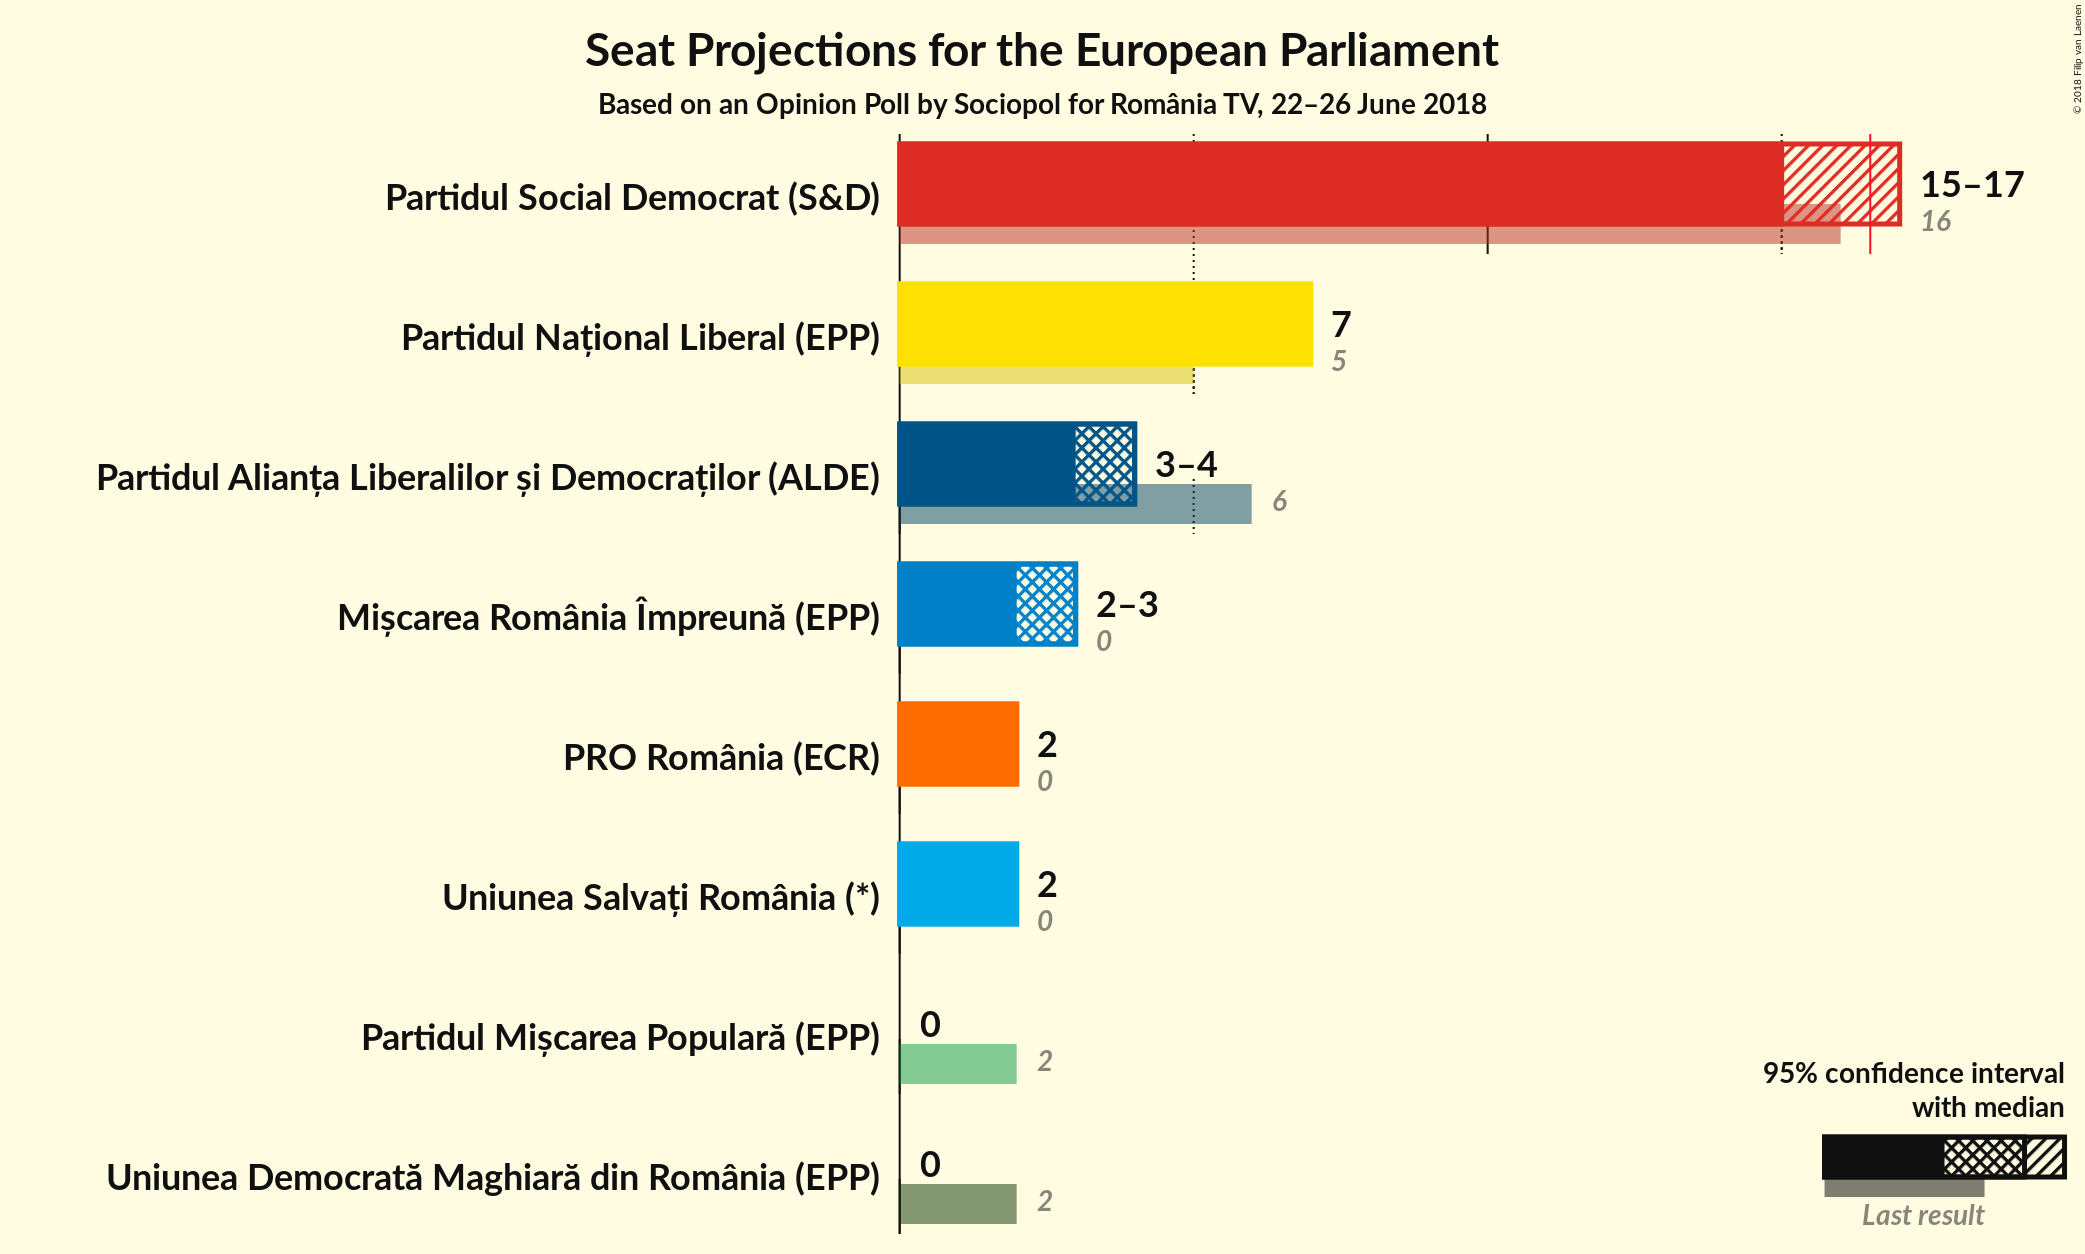 Seat Projections for the European Parliament
Based on an Opinion Poll by Sociopol for România TV, 22–26 June 2018
© 2018 Filip van Laenen
Partidul Social Democrat (S&D)
15–17
16
Partidul Național Liberal (EPP)
7
5
Partidul Alianța Liberalilor și Democraților (ALDE)
3–4
6
Mișcarea România Împreună (EPP)
2–3
0
PRO România (ECR)
2
0
Uniunea Salvați România (*)
2
0
Partidul Mișcarea Populară (EPP)
0
2
Uniunea Democrată Maghiară din România (EPP)
0
2
95% confidence interval
with median
Last result